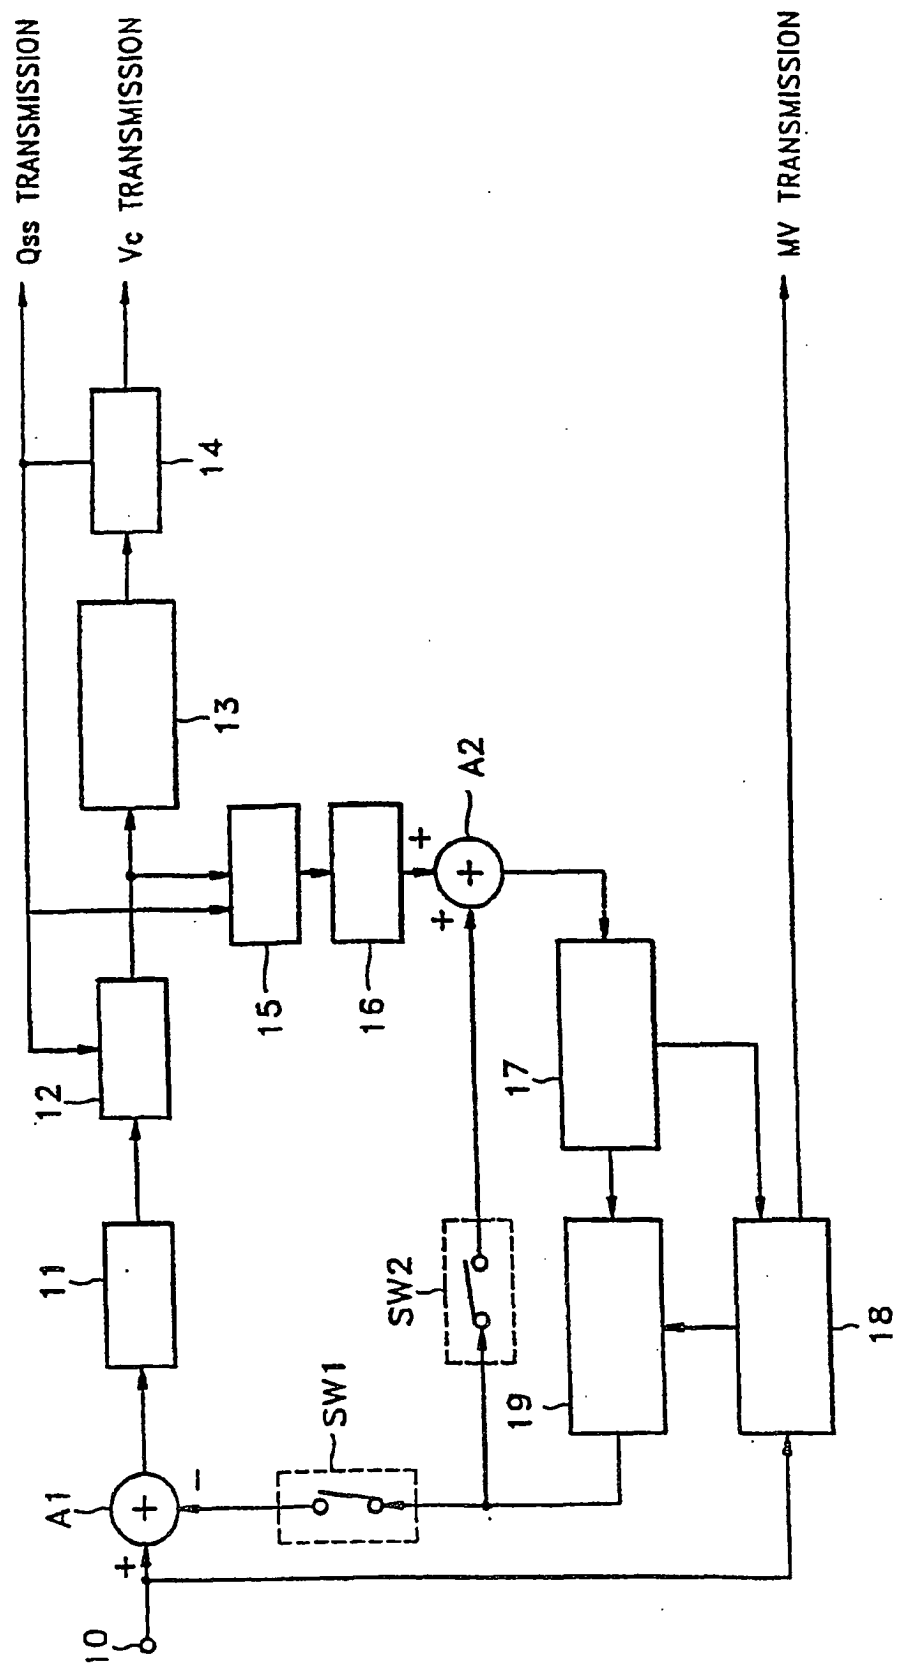 Qss TRANSMISSION
Vc TRANSMISSION
MV TRANSMISSION
10
+
A1
+
−
11
12
13
14
15
16
+
+
A2
+
SW1
SW2
17
19
18